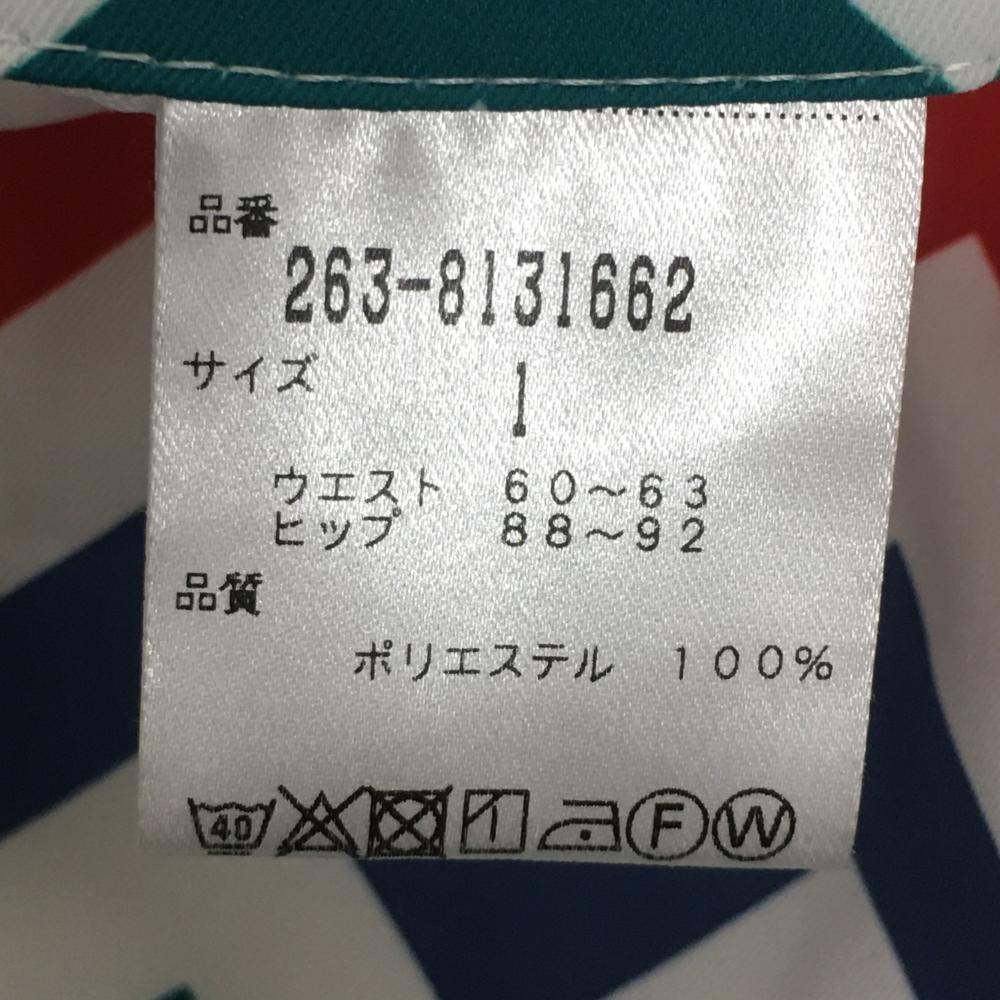 品番
263-8131662
サイズ 1
ウエスト 60～63
ヒップ 88～92
品質
ポリエステル 100%
40 F W